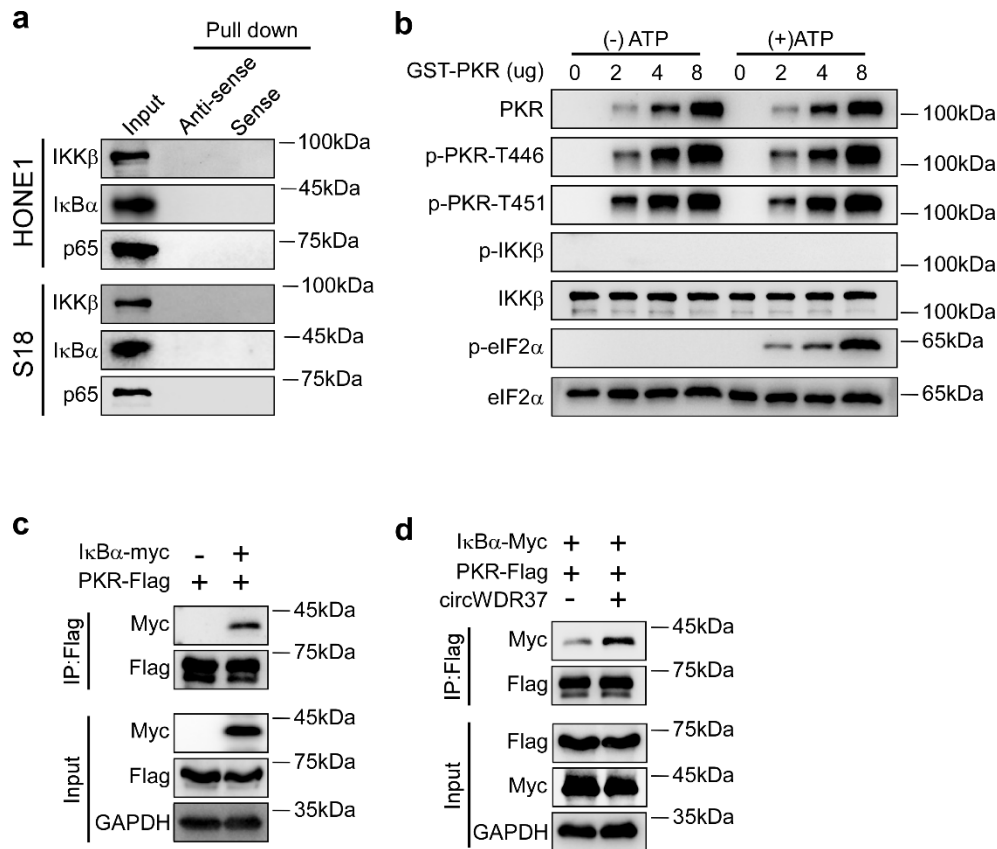 a
Pull down
Input Anti-sense Sense
HONE1
IKKβ —100kDa
IκBα —45kDa
p65 —75kDa
S18
IKKβ —100kDa
IκBα —45kDa
p65 —75kDa
b
(-) ATP (+)ATP
GST-PKR (ug) 0 2 4 8 0 2 4 8
PKR —100kDa
p-PKR-T446 —100kDa
p-PKR-T451 —100kDa
p-IKKβ —100kDa
IKKβ —100kDa
p-eIF2α —65kDa
eIF2α —65kDa
c
IκBα-myc - +
PKR-Flag + +
IP:Flag
Myc —45kDa
Flag —75kDa
Input
Myc —45kDa
Flag —75kDa
GAPDH —35kDa
d
IκBα-Myc + +
PKR-Flag + +
circWDR37 - +
IP:Flag
Myc —45kDa
Flag —75kDa
Input
Flag —75kDa
Myc —45kDa
GAPDH —35kDa